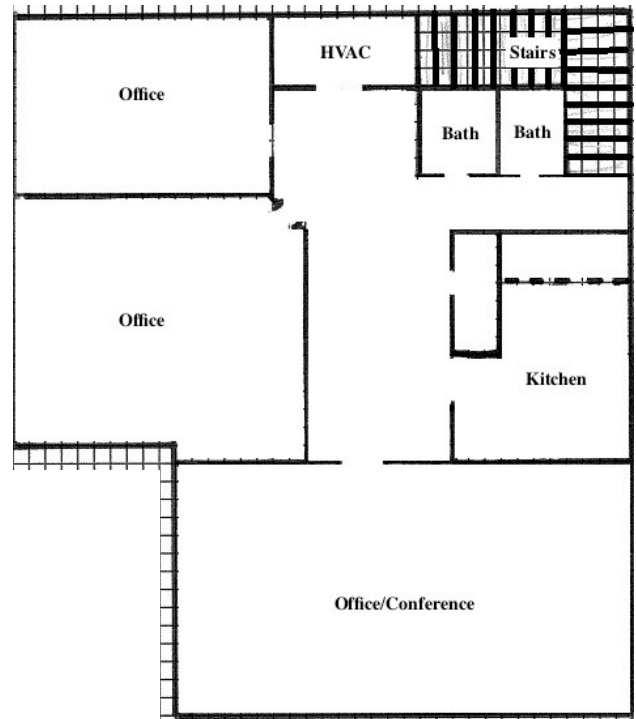 HVAC
Stairs
Office
Bath
Bath
Office
Kitchen
Office/Conference